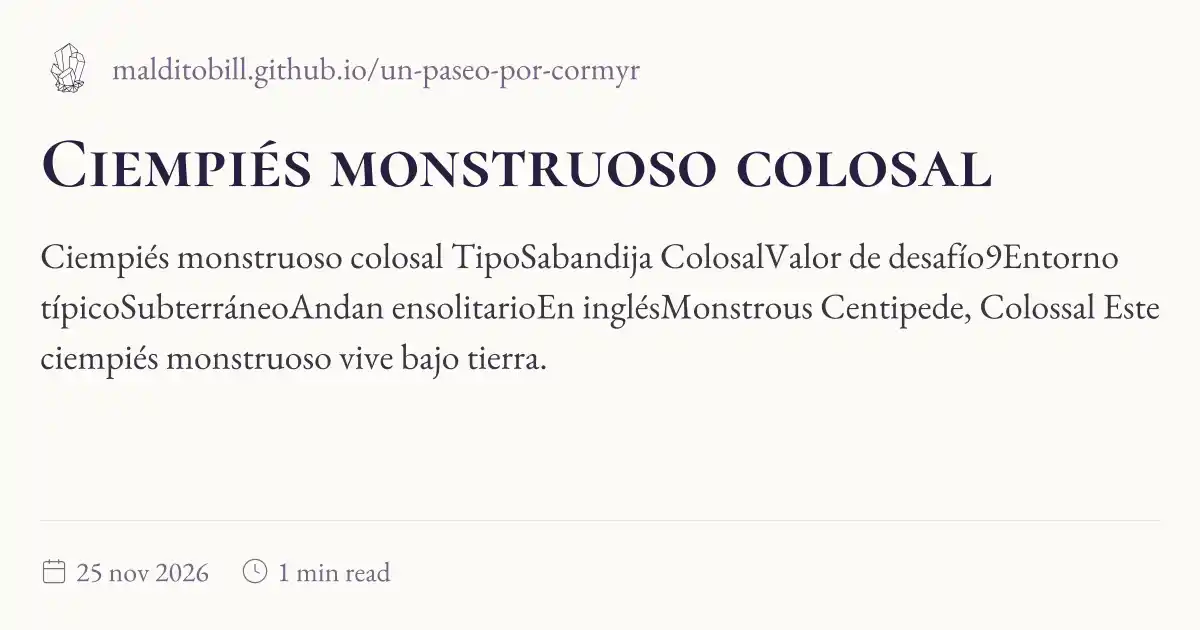 malditobill.github.io/un-paseo-por-cormyr
Ciempiés monstruoso colosal
Ciempiés monstruoso colosal TipoSabandija ColosalValor de desafío9Entorno
típicoSubterráneoAndan ensolitarioEn inglésMonstrous Centipede, Colossal Este
ciempiés monstruoso vive bajo tierra.
25 nov 2026 1 min read